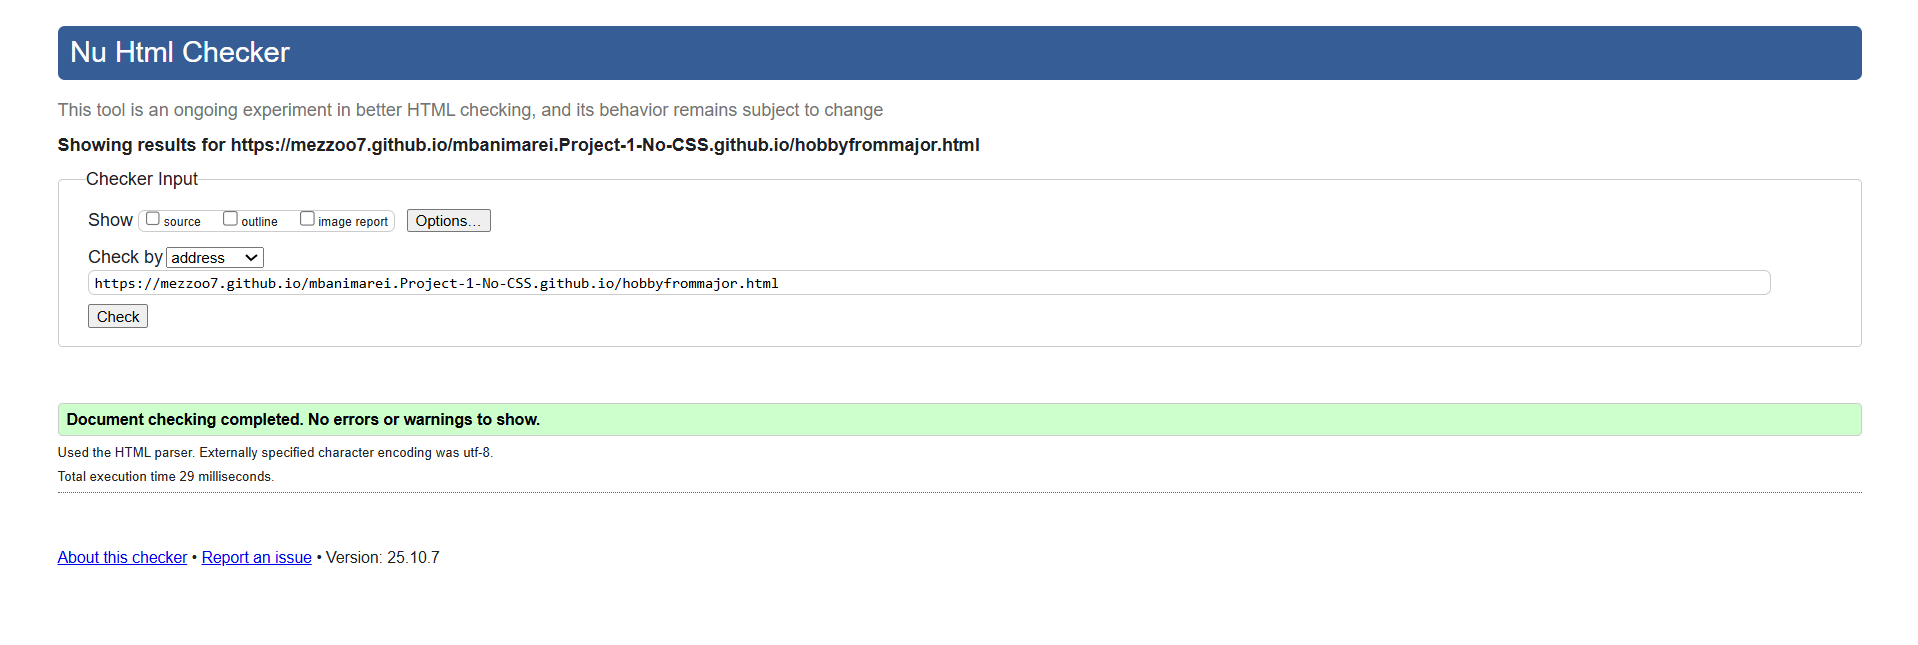 Nu Html Checker
This tool is an ongoing experiment in better HTML checking, and its behavior remains subject to change
Showing results for https://mezzoo7.github.io/mbanimarei.Project-1-No-CSS.github.io/hobbyfrommajor.html
Checker Input
Show source outline image report Options...
Check by address
https://mezzoo7.github.io/mbanimarei.Project-1-No-CSS.github.io/hobbyfrommajor.html
Check
Document checking completed. No errors or warnings to show.
Used the HTML parser. Externally specified character encoding was utf-8.
Total execution time 29 milliseconds.
About this checker • Report an issue • Version: 25.10.7